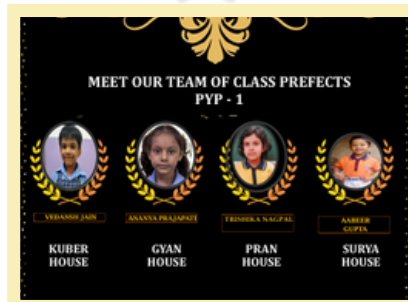 MEET OUR TEAM OF CLASS PREFECTS
PYP - 1
VEDANSH JAIN
ANANYA PRAJAPATI
TRISHIKA NAGPAL
AABEER
GUPTA
KUBER
HOUSE
GYAN
HOUSE
PRAN
HOUSE
SURYA
HOUSE